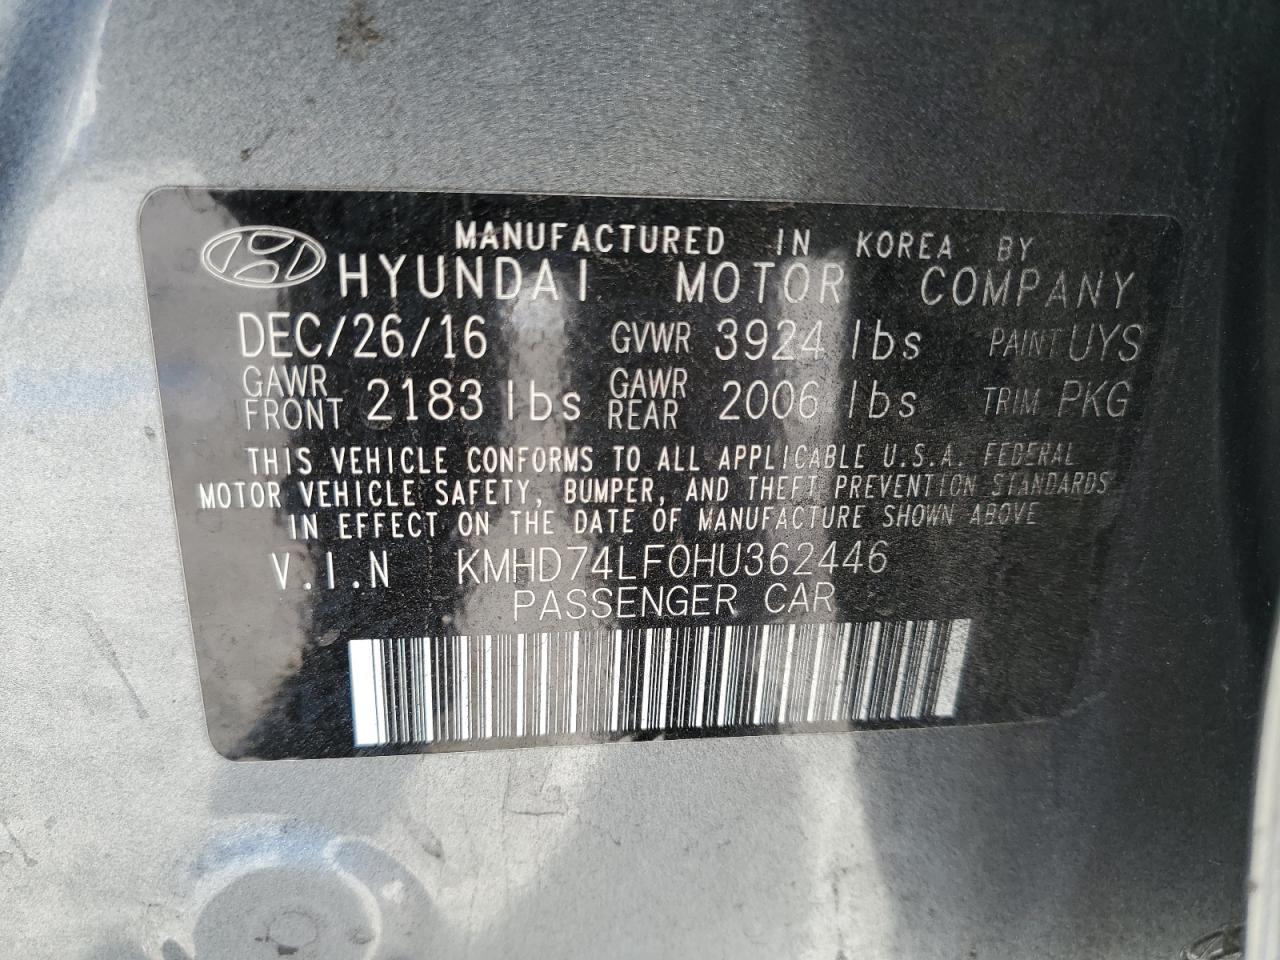 MANUFACTURED IN KOREA BY
HYUNDAI MOTOR COMPANY
DEC/26/16 GVWR 3924 lbs PAINT UYS
GAWR FRONT 2183 lbs GAWR REAR 2006 lbs TRIM PKG
THIS VEHICLE CONFORMS TO ALL APPLICABLE U.S.A. FEDERAL
MOTOR VEHICLE SAFETY, BUMPER, AND THEFT PREVENTION STANDARDS
IN EFFECT ON THE DATE OF MANUFACTURE SHOWN ABOVE
V.I.N KMHD74LF0HU362446
PASSENGER CAR